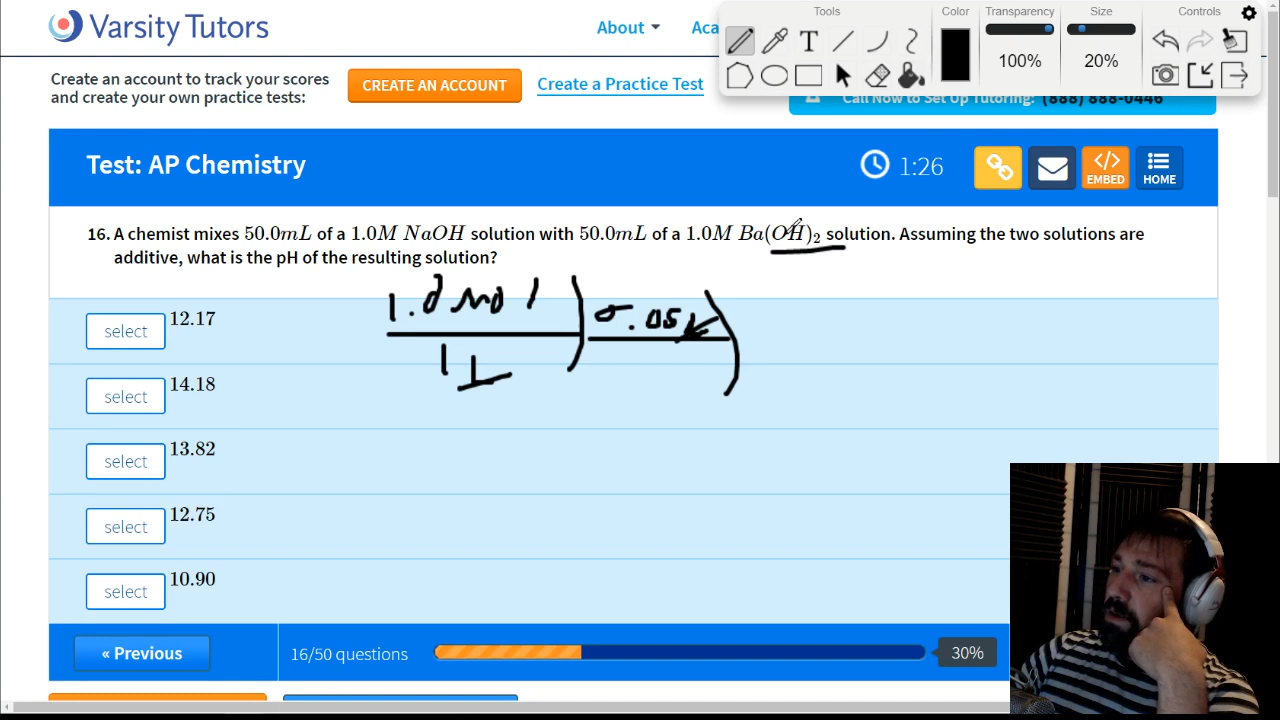 Varsity Tutors
About
Aca
Tools
Color
Transparency
Size
Controls
100%
20%
Create an account to track your scores
and create your own practice tests:
CREATE AN ACCOUNT
Create a Practice Test
Call Now to Set Up Tutoring: (888) 888-0446
Test: AP Chemistry
1:26
EMBED
HOME
16. A chemist mixes 50.0mL of a 1.0M NaOH solution with 50.0mL of a 1.0M Ba(OH)₂ solution. Assuming the two solutions are
additive, what is the pH of the resulting solution?
1.0 mol
0.05L
1 L
select 12.17
select 14.18
select 13.82
select 12.75
select 10.90
« Previous
16/50 questions
30%